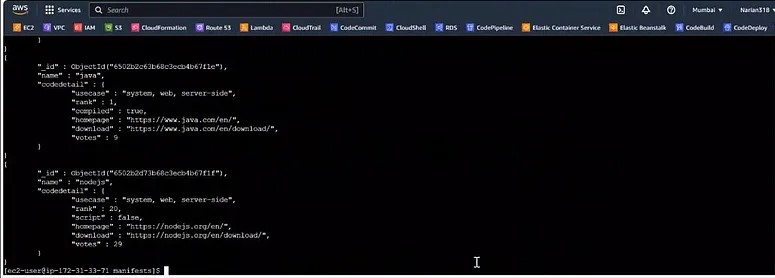 aws
Services
Search
[Alt+S]
Mumbai
Narian318
EC2
VPC
IAM
S3
CloudFormation
Route 53
Lambda
CloudTrail
CodeCommit
CloudShell
RDS
CodePipeline
Elastic Container Service
Elastic Beanstalk
CodeBuild
CodeDeploy
}
}
{
"_id" : ObjectId("6502b2c63b68c3ecb4b67f1e"),
"name" : "java",
"codedetail" : {
"usecase" : "system, web, server-side",
"rank" : 1,
"compiled" : true,
"homepage" : "https://www.java.com/en/",
"download" : "https://www.java.com/en/download/",
"votes" : 9
}
}
{
"_id" : ObjectId("6502b2d73b68c3ecb4b67f1f"),
"name" : "nodejs",
"codedetail" : {
"usecase" : "system, web, server-side",
"rank" : 20,
"script" : false,
"homepage" : "https://nodejs.org/en/",
"download" : "https://nodejs.org/en/download/",
"votes" : 29
}
}
[ec2-user@ip-172-31-33-71 manifests]$